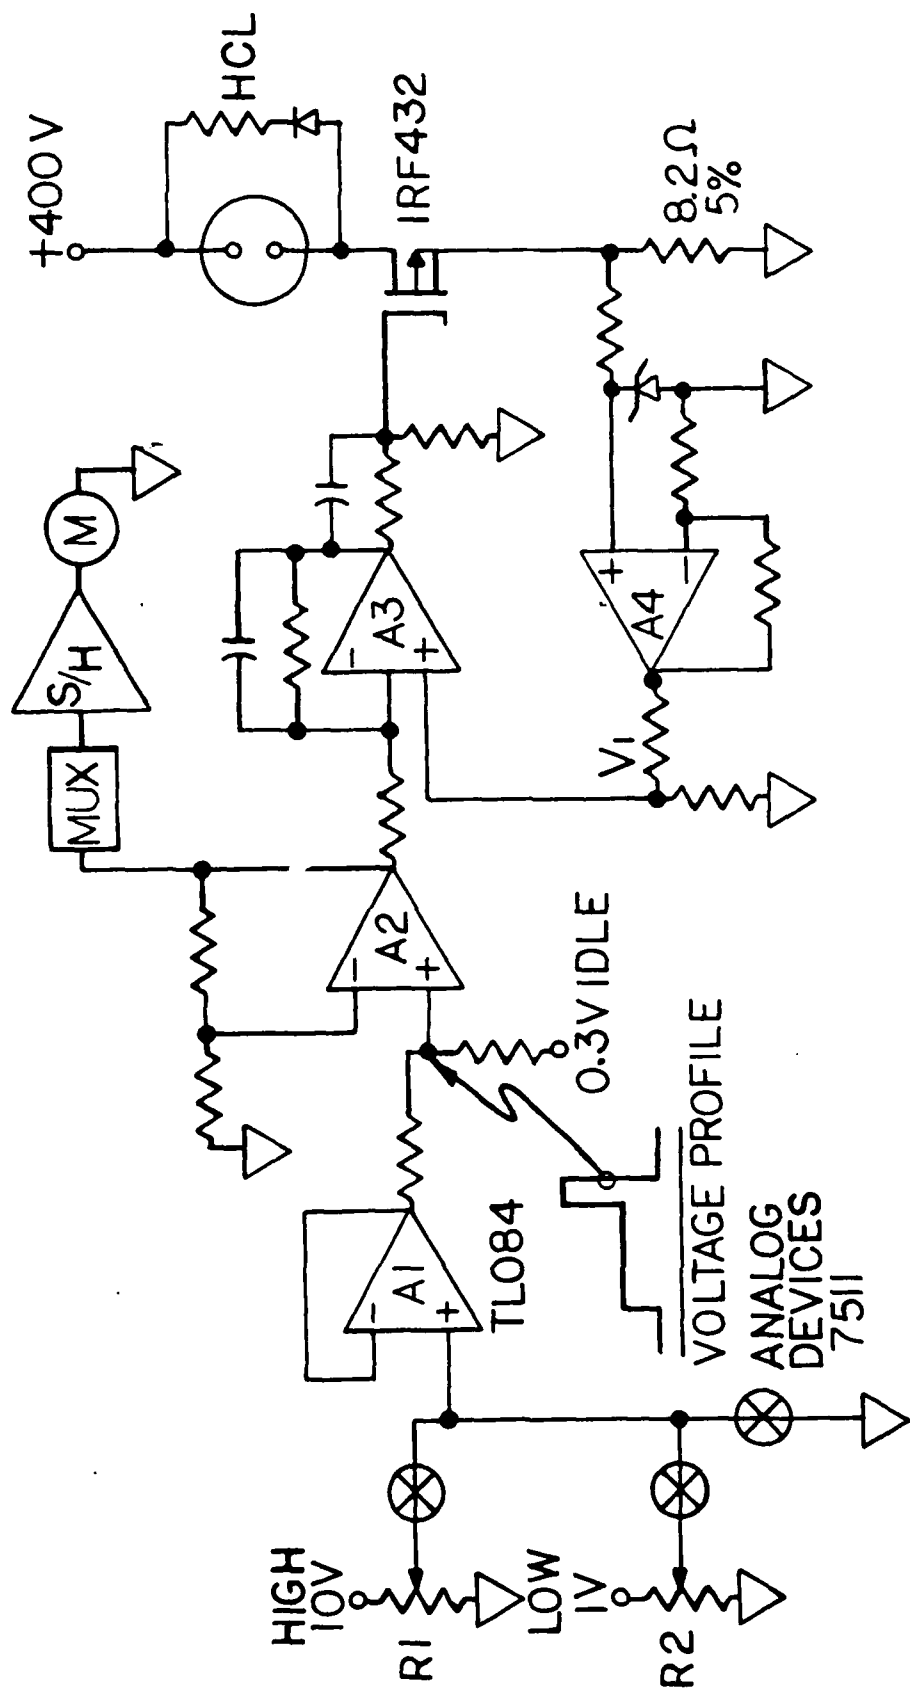 +400V
HCL
IRF432
8.2Ω
5%
M
S/H
MUX
-
A3
+
+
A4
-
V1
-
A2
+
0.3V IDLE
-
A1
+
TL084
VOLTAGE PROFILE
ANALOG
DEVICES
7511
HIGH
10V
R1
LOW
1V
R2